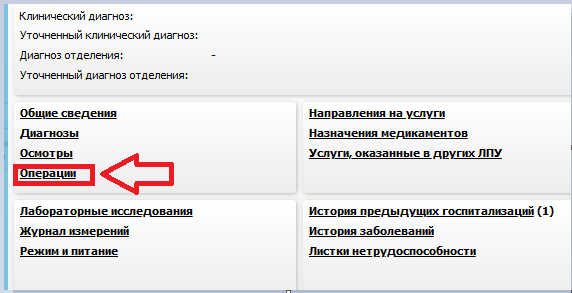 Клинический диагноз:
Уточненный клинический диагноз:
Диагноз отделения: -
Уточненный диагноз отделения:
Общие сведения
Диагнозы
Осмотры
Операции
Направления на услуги
Назначения медикаментов
Услуги, оказанные в других ЛПУ
Лабораторные исследования
Журнал измерений
Режим и питание
История предыдущих госпитализаций (1)
История заболеваний
Листки нетрудоспособности